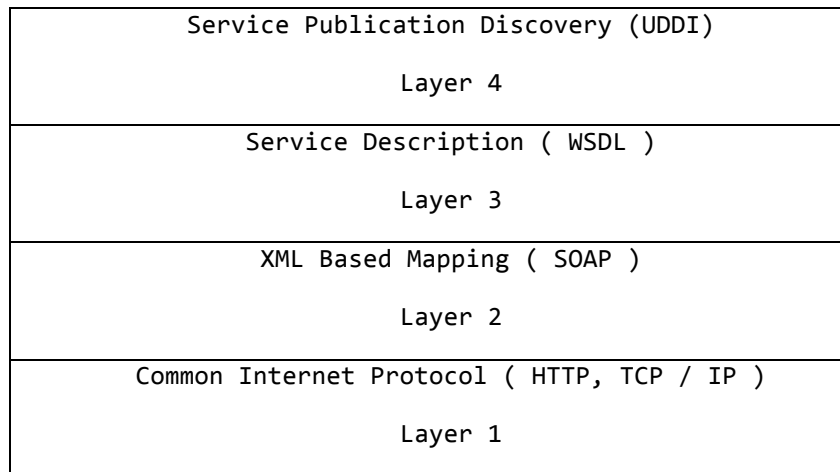 Service Publication Discovery (UDDI)
Layer 4
Service Description ( WSDL )
Layer 3
XML Based Mapping ( SOAP )
Layer 2
Common Internet Protocol ( HTTP, TCP / IP )
Layer 1